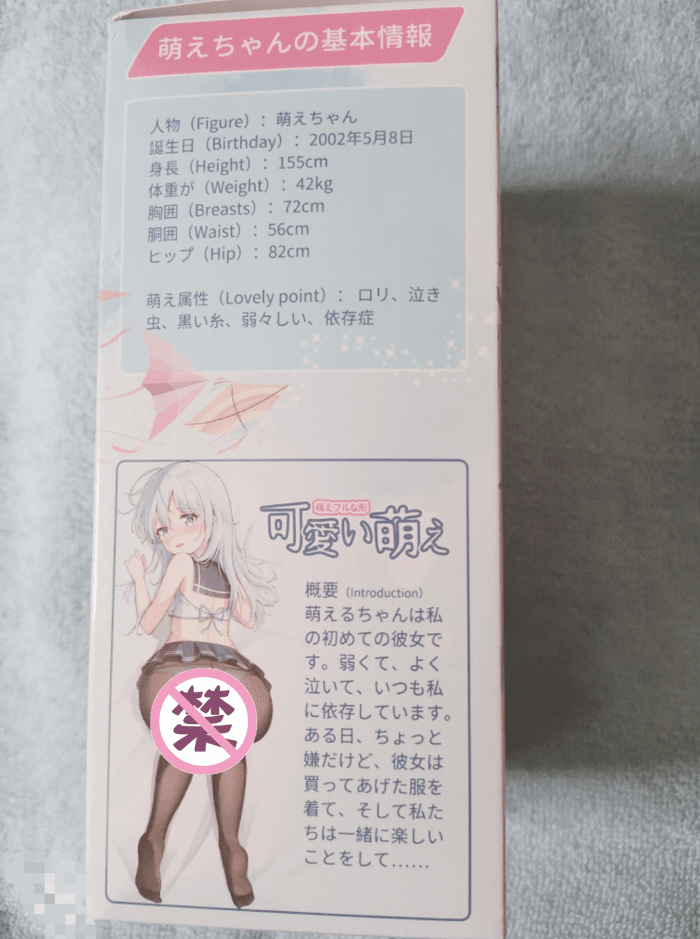 萌えちゃんの基本情報
人物（Figure）：萌えちゃん
誕生日（Birthday）：2002年5月8日
身長（Height）：155cm
体重が（Weight）：42kg
胸囲（Breasts）：72cm
胴囲（Waist）：56cm
ヒップ（Hip）：82cm
萌え属性（Lovely point）： ロリ、泣き
虫、黒い糸、弱々しい、依存症
萌えフルな形
可愛い萌え
概要（Introduction）
萌えるちゃんは私
の初めての彼女で
す。弱くて、よく
泣いて、いつも私
に依存しています。
ある日、ちょっと
嫌だけど、彼女は
買ってあげた服を
着て、そして私た
ちは一緒に楽しい
ことをして……
禁